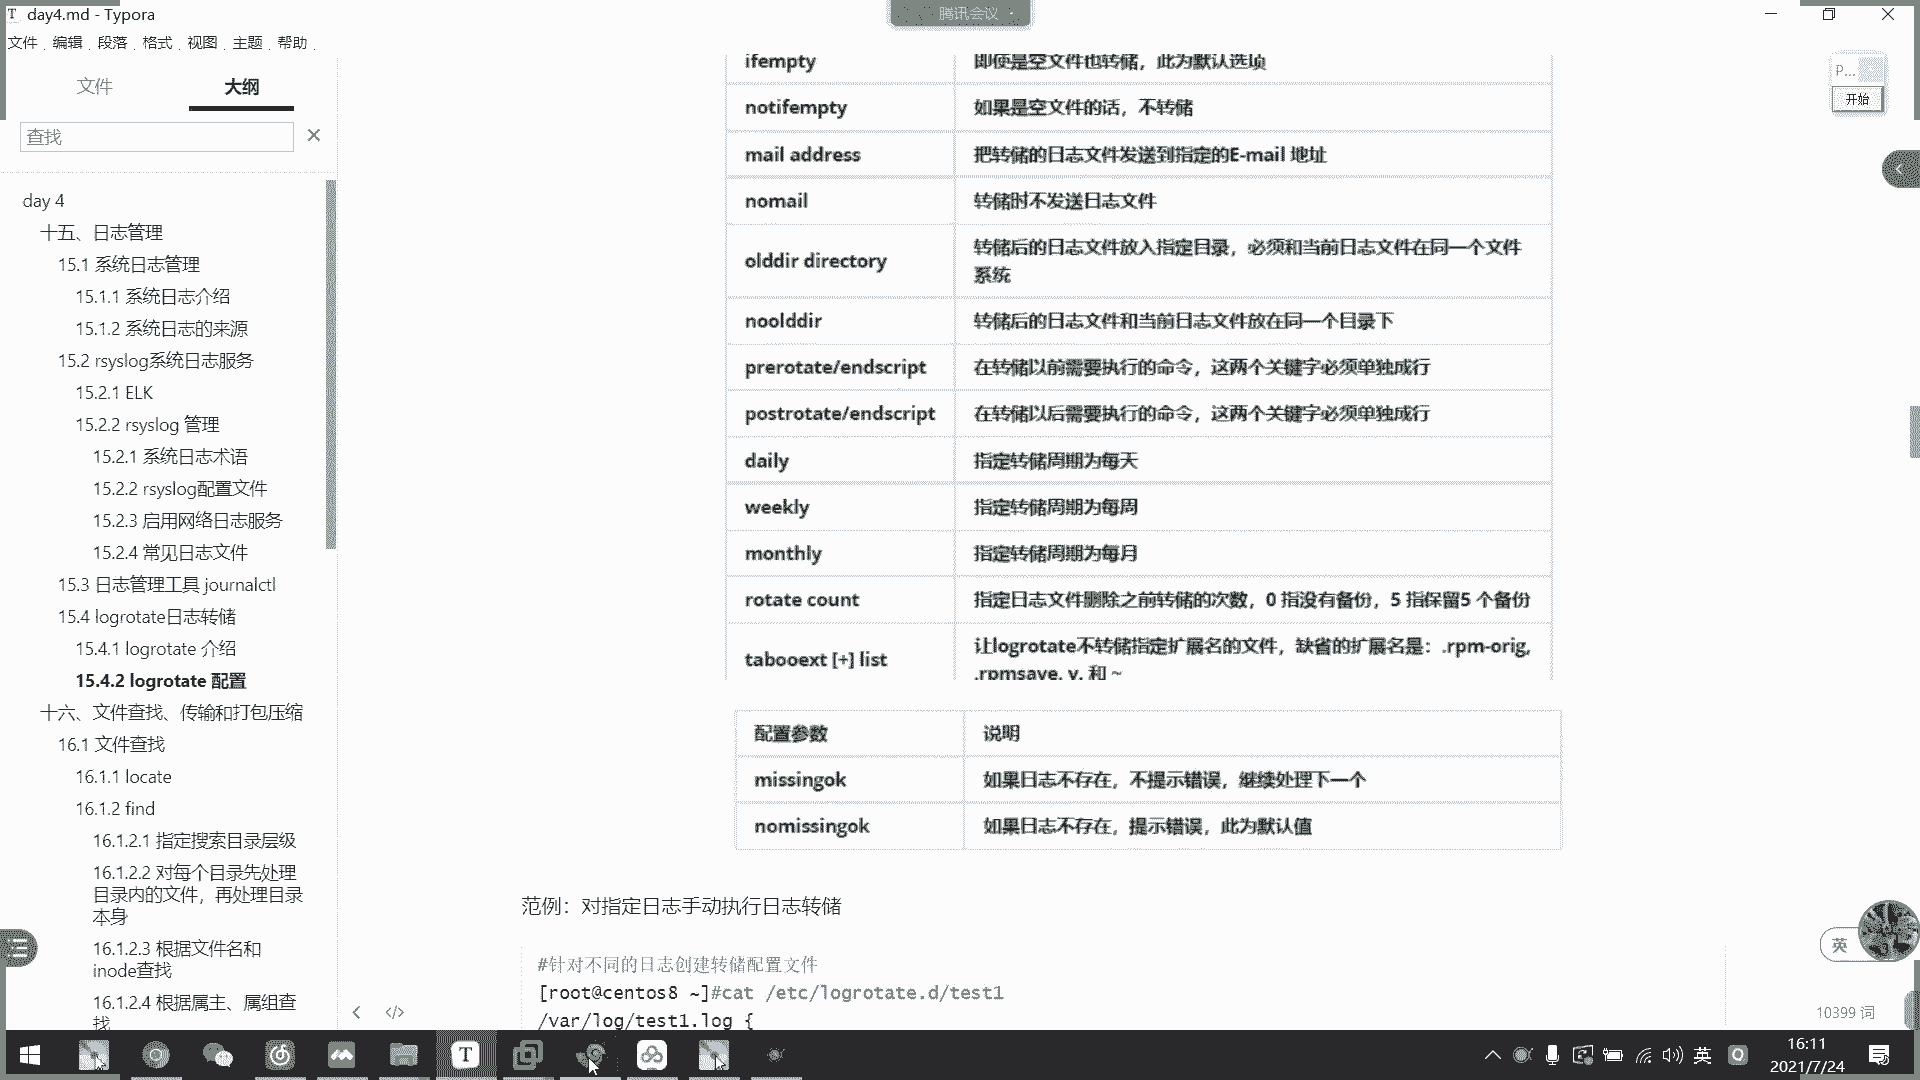 day4.md - Typora
腾讯会议
文件 编辑 段落 格式 视图 主题 帮助
文件 大纲
查找
day 4
十五、日志管理
15.1 系统日志管理
15.1.1 系统日志介绍
15.1.2 系统日志的来源
15.2 rsyslog系统日志服务
15.2.1 ELK
15.2.2 rsyslog 管理
15.2.1 系统日志术语
15.2.2 rsyslog配置文件
15.2.3 启用网络日志服务
15.2.4 常见日志文件
15.3 日志管理工具 journalctl
15.4 logrotate日志转储
15.4.1 logrotate 介绍
15.4.2 logrotate 配置
十六、文件查找、传输和打包压缩
16.1 文件查找
16.1.1 locate
16.1.2 find
16.1.2.1 指定搜索目录层级
16.1.2.2 对每个目录先处理
目录内的文件，再处理目录
本身
16.1.2.3 根据文件名和
inode查找
16.1.2.4 根据属主、属组查
找
ifempty 即使是空文件也转储，此为默认选项
notifempty 如果是空文件的话，不转储
mail address 把转储的日志文件发送到指定的E-mail 地址
nomail 转储时不发送日志文件
olddir directory 转储后的日志文件放入指定目录，必须和当前日志文件在同一个文件
系统
noolddir 转储后的日志文件和当前日志文件放在同一个目录下
prerotate/endscript 在转储以前需要执行的命令，这两个关键字必须单独成行
postrotate/endscript 在转储以后需要执行的命令，这两个关键字必须单独成行
daily 指定转储周期为每天
weekly 指定转储周期为每周
monthly 指定转储周期为每月
rotate count 指定日志文件删除之前转储的次数，0 指没有备份，5 指保留5 个备份
tabooext [+] list 让logrotate不转储指定扩展名的文件，缺省的扩展名是：.rpm-orig,
.rpmsave, v, 和 ~
配置参数 说明
missingok 如果日志不存在，不提示错误，继续处理下一个
nomissingok 如果日志不存在，提示错误，此为默认值
范例：对指定日志手动执行日志转储
#针对不同的日志创建转储配置文件
[root@centos8 ~]#cat /etc/logrotate.d/test1
/var/log/test1.log {
P...
开始
英
10399 词
英
16:11
2021/7/24